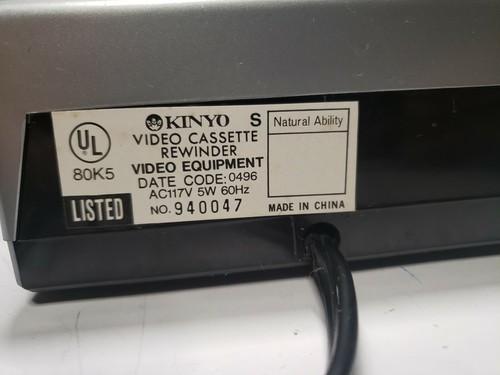 UL
80K5
LISTED
KINYO S
VIDEO CASSETTE
REWINDER
VIDEO EQUIPMENT
DATE CODE:0496
AC117V 5W 60Hz
NO. 940047
Natural Ability
MADE IN CHINA